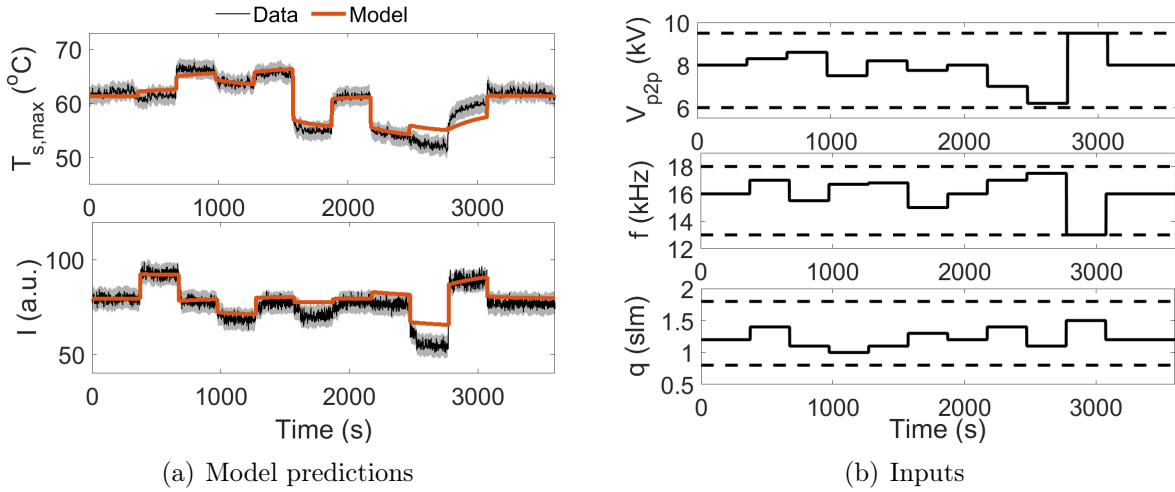 Data Model
70
60
50
T_s,max (°C)
0 1000 2000 3000
100
50
I (a.u.)
0 1000 2000 3000
Time (s)
(a) Model predictions
10
8
6
V_p2p (kV)
0 1000 2000 3000
18
16
14
12
f (kHz)
0 1000 2000 3000
2
1.5
1
0.5
q (slm)
0 1000 2000 3000
Time (s)
(b) Inputs